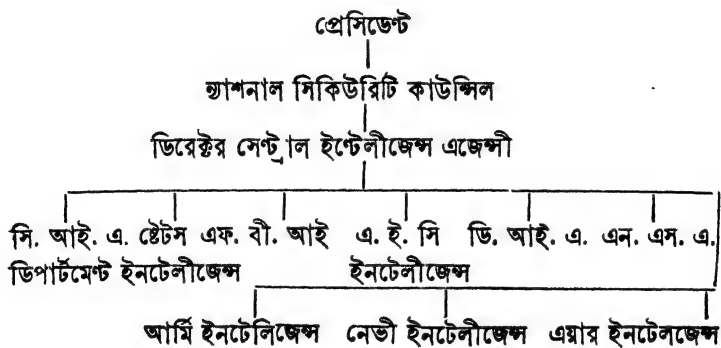 প্রেসিডেণ্ট
ন্যাশনাল সিকিউরিটি কাউন্সিল
ডিরেক্টর সেণ্ট্রাল ইণ্টেলীজেন্স এজেন্সী
সি. আই. এ. ষ্টেটস এফ. বী. আই এ. ই. সি ডি. আই. এ. এন. এস. এ.
ডিপার্টমেণ্ট ইনটেলীজেন্স ইনটেলীজেন্স
আর্মি ইনটেলিজেন্স নেভী ইনটেলীজেন্স এয়ার ইনটেলজেন্স